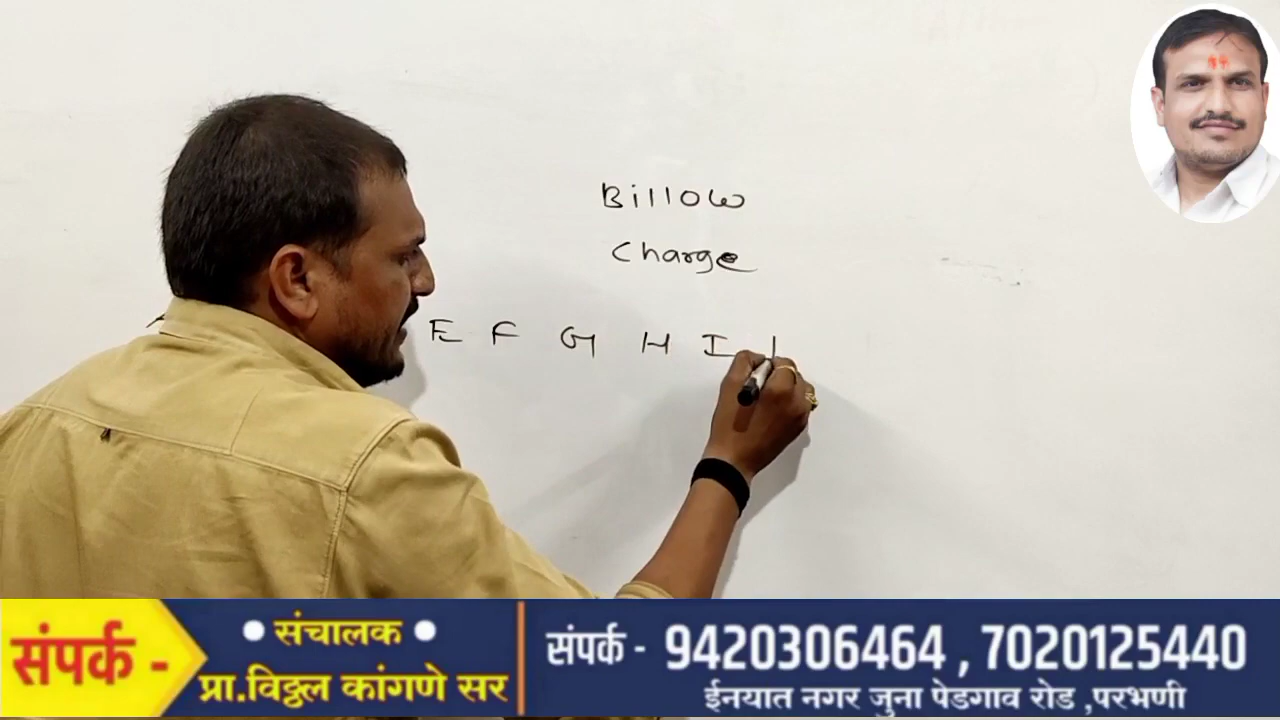 Billow
Charge
E F G H I
संपर्क -
• संचालक •
प्रा.विठ्ठल कांगणे सर
संपर्क - 9420306464 , 7020125440
ईनयात नगर जुना पेडगाव रोड ,परभणी